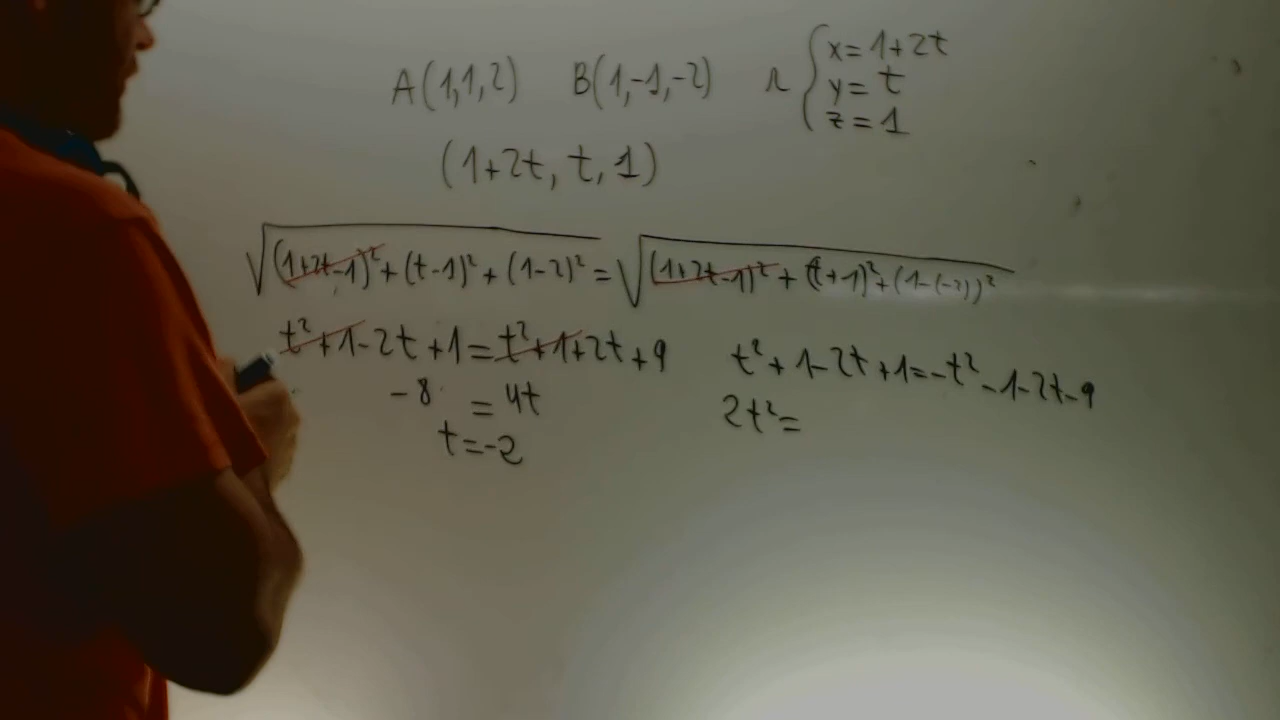 A(1,1,2) B(1,-1,-2) r { x=1+2t
y=t
z=1
(1+2t, t, 1)
√((1+2t-1)²+(t-1)²+(1-2)²) = √((1+2t-1)²+(t+1)²+(1-(-2))²)
t²+1-2t+1=t²+1+2t+9
-8 = 4t
t=-2
t²+1-2t+1=-t²-1-2t-9
2t²=